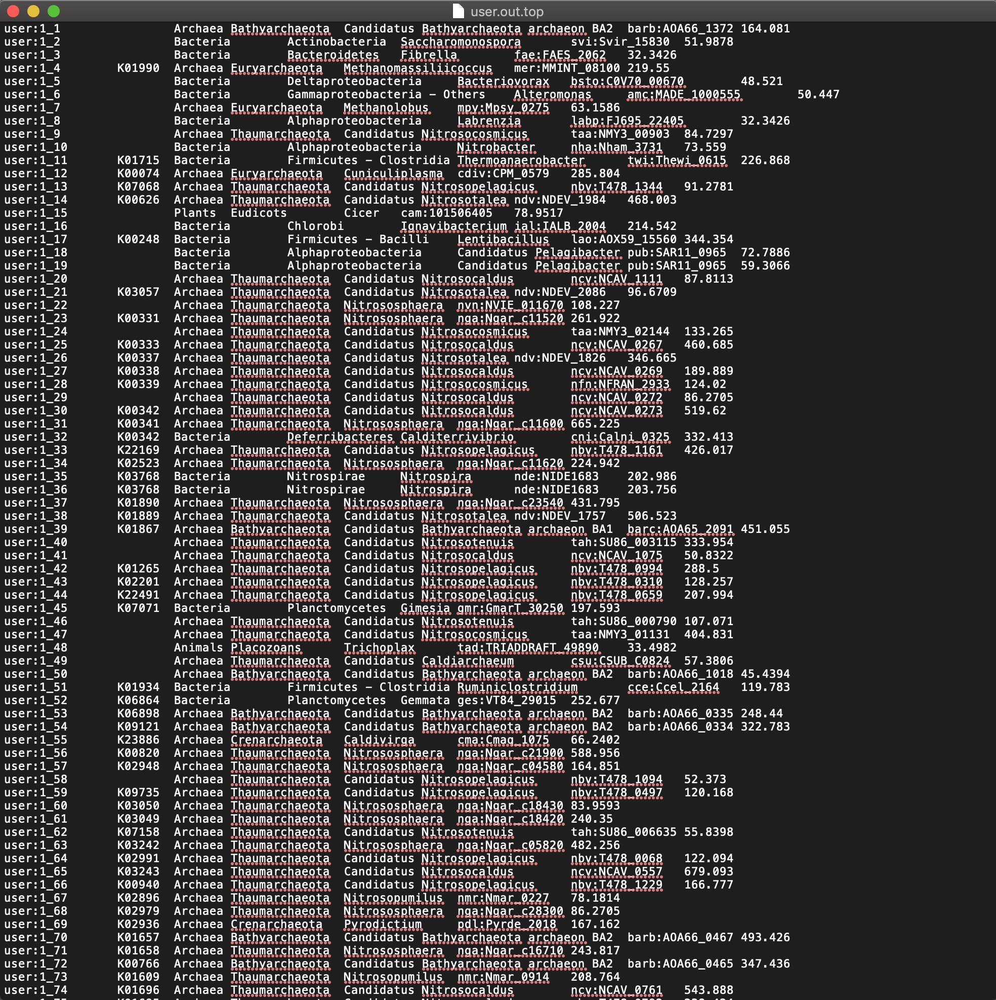 user.out.top
user:1_1 Archaea Bathyarchaeota Candidatus Bathyarchaeota archaeon BA2 barb:AOA66_1372 164.081
user:1_2 Bacteria Actinobacteria Saccharomonospora svi:Svir_15830 51.9878
user:1_3 Bacteria Bacteroidetes Fibrella fae:FAES_2062 32.3426
user:1_4 K01990 Archaea Euryarchaeota Methanomassiliicoccus mer:MMINT_08100 219.55
user:1_5 Bacteria Deltaproteobacteria Bacteriovorax bsto:C0V70_00670 48.521
user:1_6 Bacteria Gammaproteobacteria – Others Alteromonas amc:MADE_1000555 50.447
user:1_7 Archaea Euryarchaeota Methanolobus mpy:Mpsy_0275 63.1586
user:1_8 Bacteria Alphaproteobacteria Labrenzia labp:FJ695_22405 32.3426
user:1_9 Archaea Thaumarchaeota Candidatus Nitrosocosmicus taa:NMY3_00903 84.7297
user:1_10 Bacteria Alphaproteobacteria Nitrobacter nha:Nham_3731 73.559
user:1_11 K01715 Bacteria Firmicutes – Clostridia Thermoanaerobacter twi:Thewi_0615 226.868
user:1_12 K00074 Archaea Euryarchaeota Cuniculiplasma cdiv:CPM_0579 285.804
user:1_13 K07068 Archaea Thaumarchaeota Candidatus Nitrosopelagicus nbv:T478_1344 91.2781
user:1_14 K00626 Archaea Thaumarchaeota Candidatus Nitrosotalea ndv:NDEV_1984 468.003
user:1_15 Plants Eudicots Cicer cam:101506405 78.9517
user:1_16 Bacteria Chlorobi Ignavibacterium ial:IALB_2004 214.542
user:1_17 K00248 Bacteria Firmicutes – Bacilli Lentibacillus lao:AOX59_15560 344.354
user:1_18 Bacteria Alphaproteobacteria Candidatus Pelagibacter pub:SAR11_0965 72.7886
user:1_19 Bacteria Alphaproteobacteria Candidatus Pelagibacter pub:SAR11_0965 59.3066
user:1_20 Archaea Thaumarchaeota Candidatus Nitrosocaldus ncv:NCAV_1111 87.8113
user:1_21 K03057 Archaea Thaumarchaeota Candidatus Nitrosotalea ndv:NDEV_2086 96.6709
user:1_22 Archaea Thaumarchaeota Nitrososphaera nvn:NVIE_011670 108.227
user:1_23 K00331 Archaea Thaumarchaeota Nitrososphaera nga:Ngar_c11520 261.922
user:1_24 Archaea Thaumarchaeota Candidatus Nitrosocosmicus taa:NMY3_02144 133.265
user:1_25 K00333 Archaea Thaumarchaeota Candidatus Nitrosocaldus ncv:NCAV_0267 460.685
user:1_26 K00337 Archaea Thaumarchaeota Candidatus Nitrosotalea ndv:NDEV_1826 346.665
user:1_27 K00338 Archaea Thaumarchaeota Candidatus Nitrosocaldus ncv:NCAV_0269 189.889
user:1_28 K00339 Archaea Thaumarchaeota Candidatus Nitrosocosmicus nfn:NFRAN_2933 124.02
user:1_29 Archaea Thaumarchaeota Candidatus Nitrosocaldus ncv:NCAV_0272 86.2705
user:1_30 K00342 Archaea Thaumarchaeota Candidatus Nitrosocaldus ncv:NCAV_0273 519.62
user:1_31 K00341 Archaea Thaumarchaeota Nitrososphaera nga:Ngar_c11600 665.225
user:1_32 K00342 Bacteria Deferribacteres Calditerrivibrio cni:Calni_0325 332.413
user:1_33 K22169 Archaea Thaumarchaeota Candidatus Nitrosopelagicus nbv:T478_1161 426.017
user:1_34 K02523 Archaea Thaumarchaeota Nitrososphaera nga:Ngar_c11620 224.942
user:1_35 K03768 Bacteria Nitrospirae Nitrospira nde:NIDE1683 202.986
user:1_36 K03768 Bacteria Nitrospirae Nitrospira nde:NIDE1683 203.756
user:1_37 K01890 Archaea Thaumarchaeota Nitrososphaera nga:Ngar_c23540 431.795
user:1_38 K01889 Archaea Thaumarchaeota Candidatus Nitrosotalea ndv:NDEV_1757 506.523
user:1_39 K01867 Archaea Bathyarchaeota Candidatus Bathyarchaeota archaeon BA1 barc:AOA65_2091 451.055
user:1_40 Archaea Thaumarchaeota Candidatus Nitrosotenuis tah:SU86_003115 333.954
user:1_41 Archaea Thaumarchaeota Candidatus Nitrosocaldus ncv:NCAV_1075 50.8322
user:1_42 K01265 Archaea Thaumarchaeota Candidatus Nitrosopelagicus nbv:T478_0994 288.5
user:1_43 K02201 Archaea Thaumarchaeota Candidatus Nitrosopelagicus nbv:T478_0310 128.257
user:1_44 K22491 Archaea Thaumarchaeota Candidatus Nitrosopelagicus nbv:T478_0659 207.994
user:1_45 K07071 Bacteria Planctomycetes Gimesia gmr:GmarT_30250 197.593
user:1_46 Archaea Thaumarchaeota Candidatus Nitrosotenuis tah:SU86_000790 107.071
user:1_47 Archaea Thaumarchaeota Candidatus Nitrosocosmicus taa:NMY3_01131 404.831
user:1_48 Animals Placozoans Trichoplax tad:TRIADDRAFT_49890 33.4982
user:1_49 Archaea Thaumarchaeota Candidatus Caldiarchaeum csu:CSUB_C0824 57.3806
user:1_50 Archaea Bathyarchaeota Candidatus Bathyarchaeota archaeon BA2 barb:AOA66_1018 45.4394
user:1_51 K01934 Bacteria Firmicutes – Clostridia Ruminiclostridium cce:Ccel_2164 119.783
user:1_52 K06864 Bacteria Planctomycetes Gemmata ges:VT84_29015 252.677
user:1_53 K06898 Archaea Bathyarchaeota Candidatus Bathyarchaeota archaeon BA2 barb:AOA66_0335 248.44
user:1_54 K09121 Archaea Bathyarchaeota Candidatus Bathyarchaeota archaeon BA2 barb:AOA66_0334 322.783
user:1_55 K23886 Archaea Crenarchaeota Caldivirga cma:Cmaq_1075 66.2402
user:1_56 K00820 Archaea Thaumarchaeota Nitrososphaera nga:Ngar_c21900 588.956
user:1_57 K02948 Archaea Thaumarchaeota Nitrososphaera nga:Ngar_c04580 164.851
user:1_58 Archaea Thaumarchaeota Candidatus Nitrosopelagicus nbv:T478_1094 52.373
user:1_59 K09735 Archaea Thaumarchaeota Candidatus Nitrosopelagicus nbv:T478_0497 120.168
user:1_60 K03050 Archaea Thaumarchaeota Nitrososphaera nga:Ngar_c18430 83.9593
user:1_61 K03049 Archaea Thaumarchaeota Nitrososphaera nga:Ngar_c18420 240.35
user:1_62 K07158 Archaea Thaumarchaeota Candidatus Nitrosotenuis tah:SU86_006635 55.8398
user:1_63 K03242 Archaea Thaumarchaeota Nitrososphaera nga:Ngar_c05820 482.256
user:1_64 K02991 Archaea Thaumarchaeota Candidatus Nitrosopelagicus nbv:T478_0068 122.094
user:1_65 K03243 Archaea Thaumarchaeota Candidatus Nitrosocaldus ncv:NCAV_0557 679.093
user:1_66 K00940 Archaea Thaumarchaeota Candidatus Nitrosopelagicus nbv:T478_1229 166.777
user:1_67 K02896 Archaea Thaumarchaeota Nitrosopumilus nmr:Nmar_0227 78.1814
user:1_68 K02979 Archaea Thaumarchaeota Nitrososphaera nga:Ngar_c28300 86.2705
user:1_69 K02936 Archaea Crenarchaeota Pyrodictium pdl:Pyrde_2018 167.162
user:1_70 K01657 Archaea Bathyarchaeota Candidatus Bathyarchaeota archaeon BA2 barb:AOA66_0467 493.426
user:1_71 K01658 Archaea Thaumarchaeota Nitrososphaera nga:Ngar_c16710 243.817
user:1_72 K00766 Archaea Bathyarchaeota Candidatus Bathyarchaeota archaeon BA2 barb:AOA66_0465 347.436
user:1_73 K01609 Archaea Thaumarchaeota Nitrosopumilus nmr:Nmar_0914 208.764
user:1_74 K01696 Archaea Thaumarchaeota Candidatus Nitrosocaldus ncv:NCAV_0761 543.888